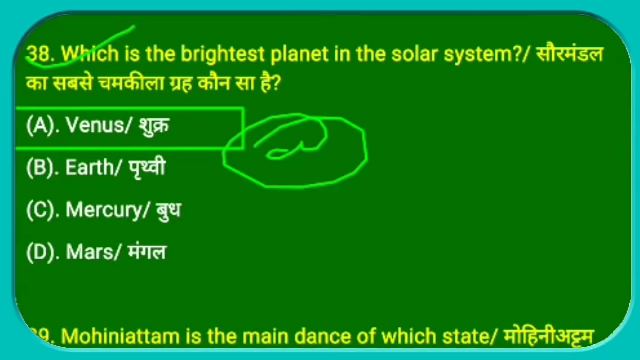 38. Which is the brightest planet in the solar system?/ सौरमंडल
का सबसे चमकीला ग्रह कौन सा है?
(A). Venus/ शुक्र
(B). Earth/ पृथ्वी
(C). Mercury/ बुध
(D). Mars/ मंगल
39. Mohiniattam is the main dance of which state/ मोहिनीअट्टम